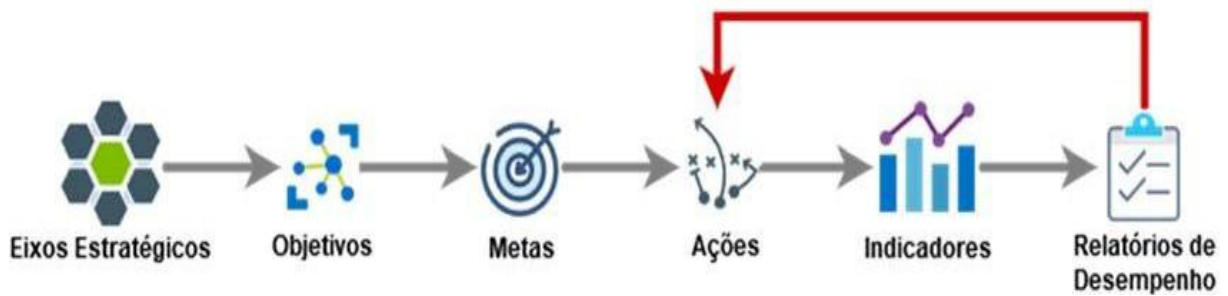 Eixos Estratégicos
Objetivos
Metas
Ações
Indicadores
Relatórios de
Desempenho